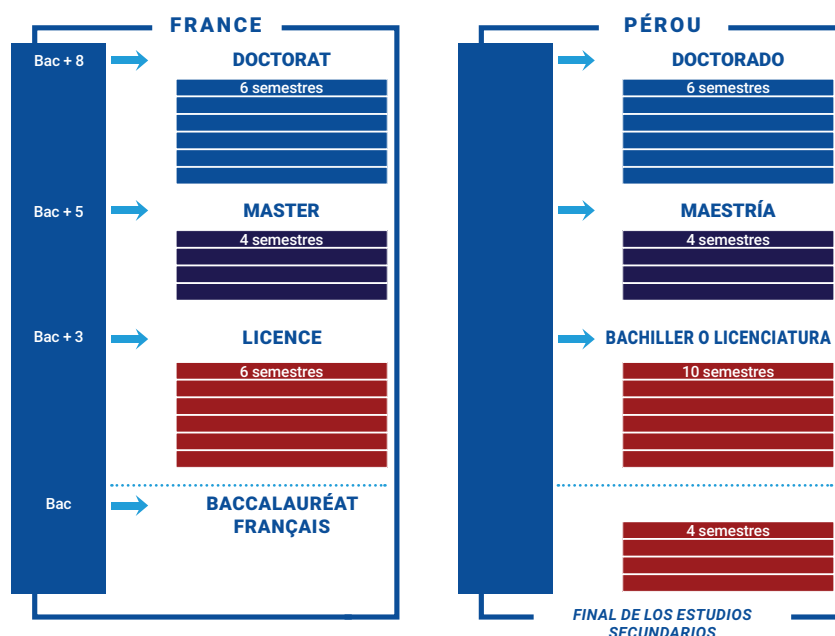 FRANCE
Bac + 8
DOCTORAT
6 semestres
Bac + 5
MASTER
4 semestres
Bac + 3
LICENCE
6 semestres
Bac
BACCALAURÉAT
FRANÇAIS
PÉROU
DOCTORADO
6 semestres
MAESTRÍA
4 semestres
BACHILLER O LICENCIATURA
10 semestres
4 semestres
FINAL DE LOS ESTUDIOS
SECUNDARIOS